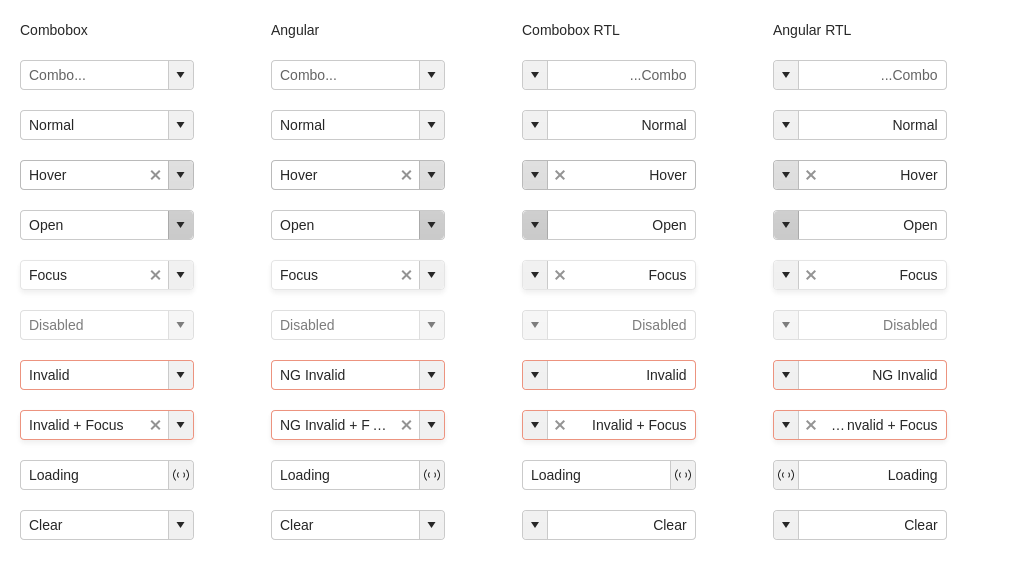 Combobox Angular Combobox RTL Angular RTL
Combo... Combo... ...Combo ...Combo
Normal Normal Normal Normal
Hover Hover Hover Hover
Open Open Open Open
Focus Focus Focus Focus
Disabled Disabled Disabled Disabled
Invalid NG Invalid Invalid NG Invalid
Invalid + Focus NG Invalid + F... Invalid + Focus ...nvalid + Focus
Loading Loading Loading Loading
Clear Clear Clear Clear